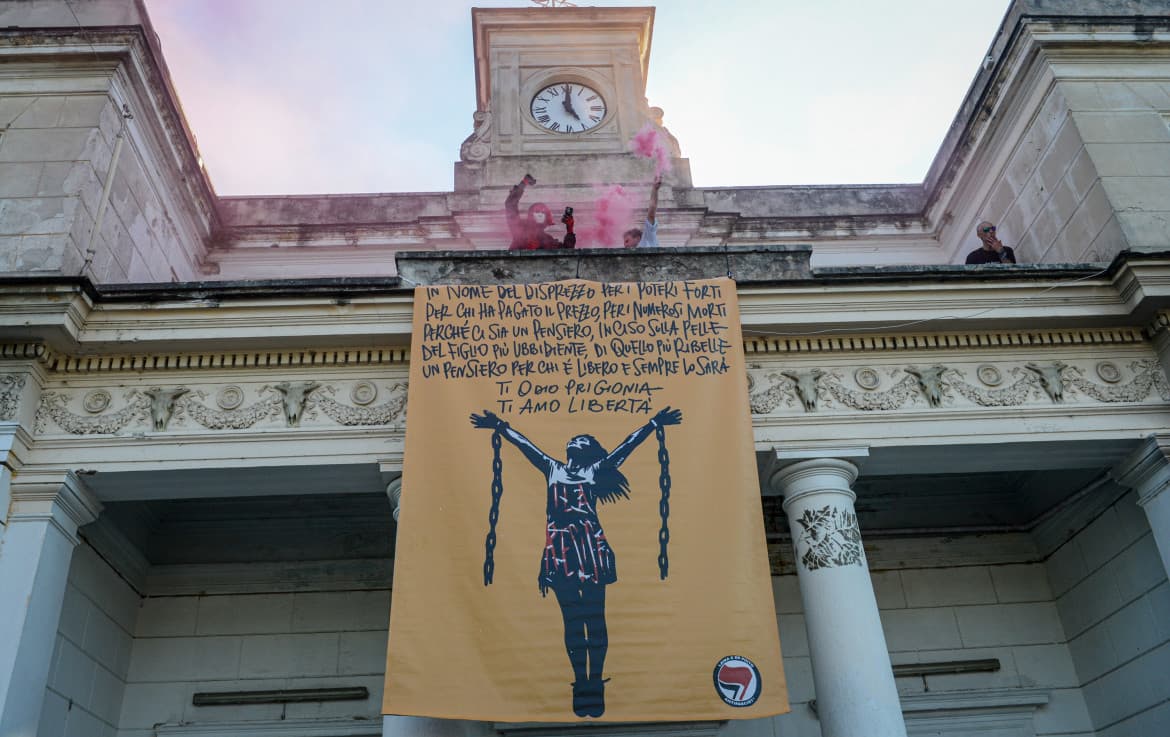 IN NOME DEL DISPREZZO PER I POTERI FORTI
PER CHI HA PAGATO IL PREZZO, PER I NUMEROSI MORTI
PERCHÉ CI SIA UN PENSIERO, INCISO SULLA PELLE
DEL FIGLIO PIÙ UBBIDIENTE, DI QUELLO PIÙ RIBELLE
UN PENSIERO PER CHI É LIBERO E SEMPRE LO SARÀ
TI ODIO PRIGIONIA
TI AMO LIBERTÀ